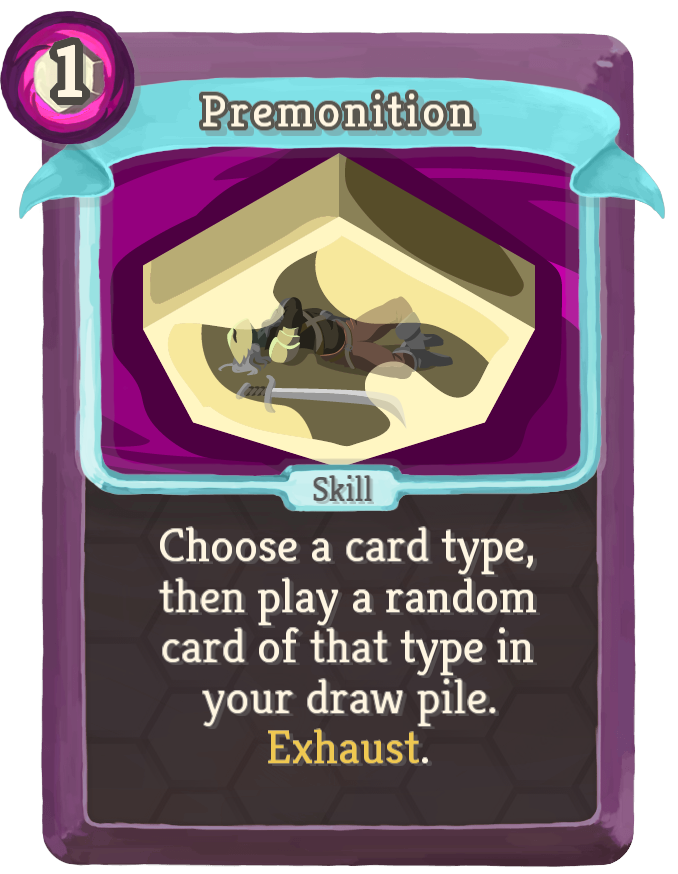 1
Premonition
Skill
Choose a card type,
then play a random
card of that type in
your draw pile.
Exhaust.